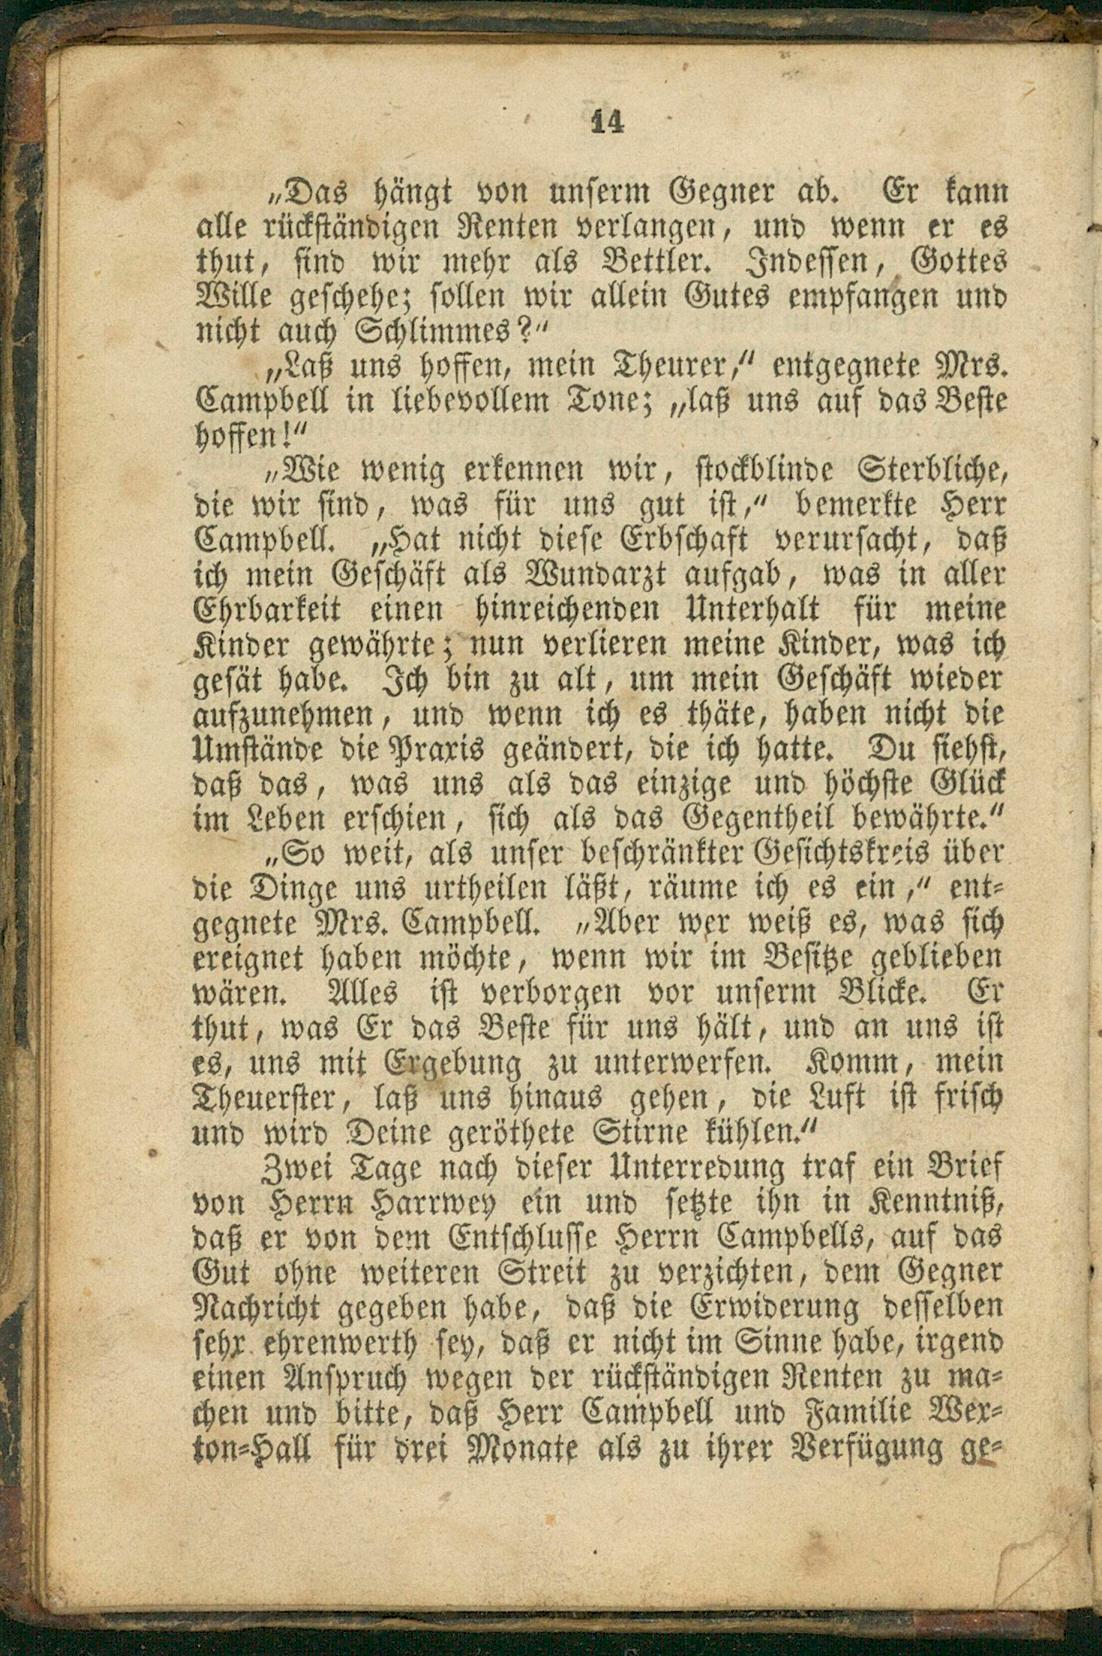 14
„Das hängt von unserm Gegner ab. Er kann
alle rückständigen Renten verlangen, und wenn er es
thut, sind wir mehr als Bettler. Indessen, Gottes
Wille geschehe; sollen wir allein Gutes empfangen und
nicht auch Schlimmes?“
„Laß uns hoffen, mein Theurer,“ entgegnete Mrs.
Campbell in liebevollem Tone; „laß uns auf das Beste
hoffen!“
„Wie wenig erkennen wir, stockblinde Sterbliche,
die wir sind, was für uns gut ist,“ bemerkte Herr
Campbell. „Hat nicht diese Erbschaft verursacht, daß
ich mein Geschäft als Wundarzt aufgab, was in aller
Ehrbarkeit einen hinreichenden Unterhalt für meine
Kinder gewährte; nun verlieren meine Kinder, was ich
gesät habe. Ich bin zu alt, um mein Geschäft wieder
aufzunehmen, und wenn ich es thäte, haben nicht die
Umstände die Praxis geändert, die ich hatte. Du siehst,
daß das, was uns als das einzige und höchste Glück
im Leben erschien, sich als das Gegentheil bewährte.“
„So weit, als unser beschränkter Gesichtskreis über
die Dinge uns urtheilen läßt, räume ich es ein,“ ent-
gegnete Mrs. Campbell. „Aber wer weiß es, was sich
ereignet haben möchte, wenn wir im Besitze geblieben
wären. Alles ist verborgen vor unserm Blicke. Er
thut, was Er das Beste für uns hält, und an uns ist
es, uns mit Ergebung zu unterwerfen. Komm, mein
Theuerster, laß uns hinaus gehen, die Luft ist frisch
und wird Deine geröthete Stirne kühlen.“
Zwei Tage nach dieser Unterredung traf ein Brief
von Herrn Harrwey ein und setzte ihn in Kenntniß,
daß er von dem Entschlusse Herrn Campbells, auf das
Gut ohne weiteren Streit zu verzichten, dem Gegner
Nachricht gegeben habe, daß die Erwiderung desselben
sehr ehrenwerth sey, daß er nicht im Sinne habe, irgend
einen Anspruch wegen der rückständigen Renten zu ma-
chen und bitte, daß Herr Campbell und Familie Wex-
ton-Hall für drei Monate als zu ihrer Verfügung ge-